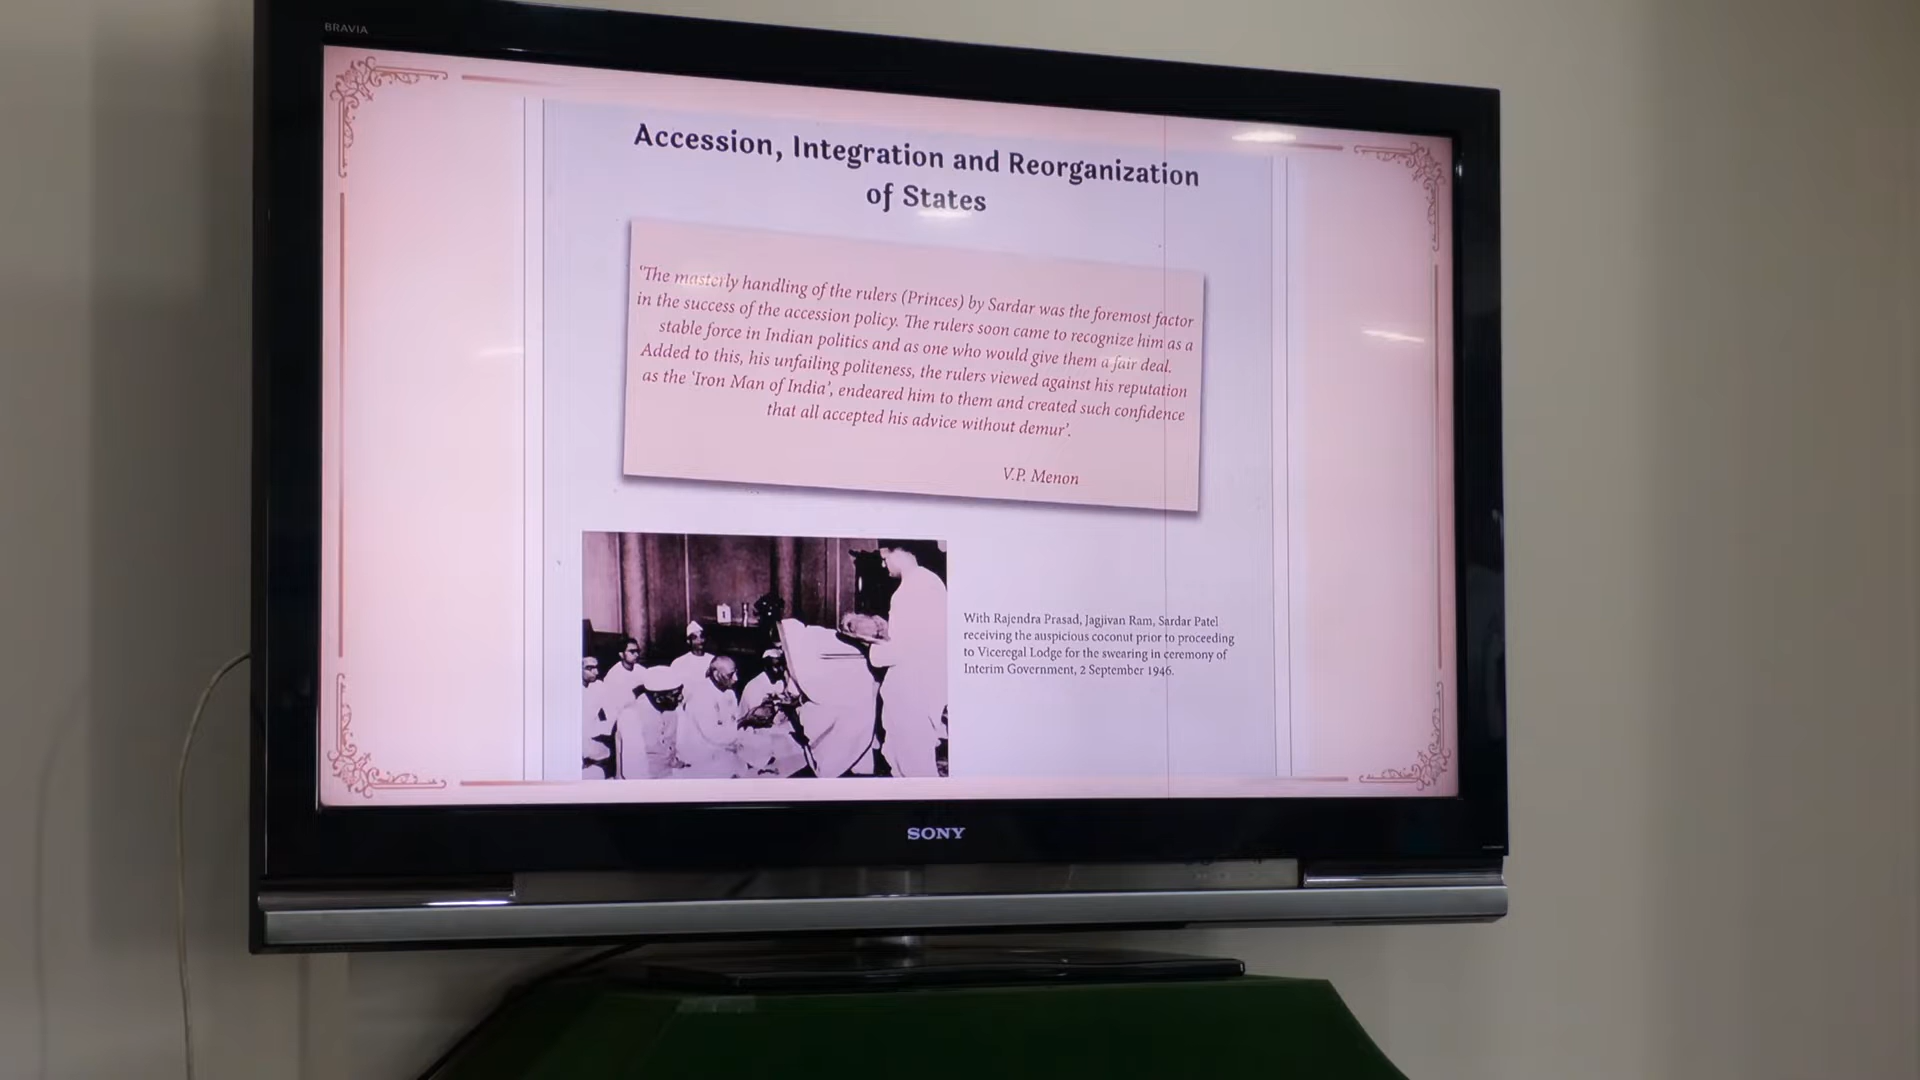 BRAVIA
Accession, Integration and Reorganization
of States
‘The masterly handling of the rulers (Princes) by Sardar was the foremost factor
in the success of the accession policy. The rulers soon came to recognize him as a
stable force in Indian politics and as one who would give them a fair deal.
Added to this, his unfailing politeness, the rulers viewed against his reputation
as the ‘Iron Man of India’, endeared him to them and created such confidence
that all accepted his advice without demur’.
V.P. Menon
With Rajendra Prasad, Jagjivan Ram, Sardar Patel
receiving the auspicious coconut prior to proceeding
to Viceregal Lodge for the swearing in ceremony of
Interim Government, 2 September 1946.
SONY